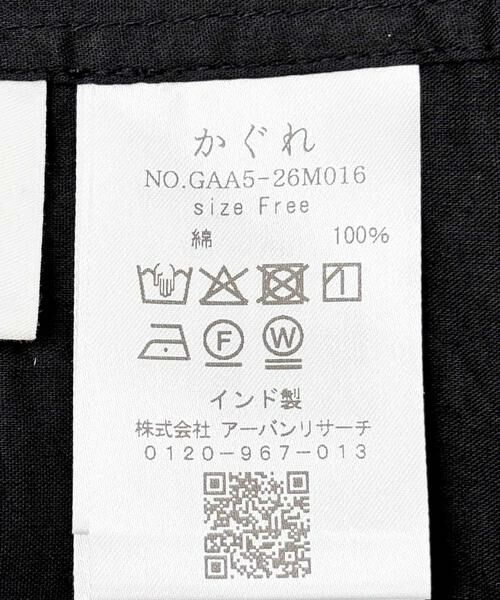 かぐれ
NO.GAA5-26M016
size Free
綿 100%
F W
インド製
株式会社 アーバンリサーチ
0120-967-013